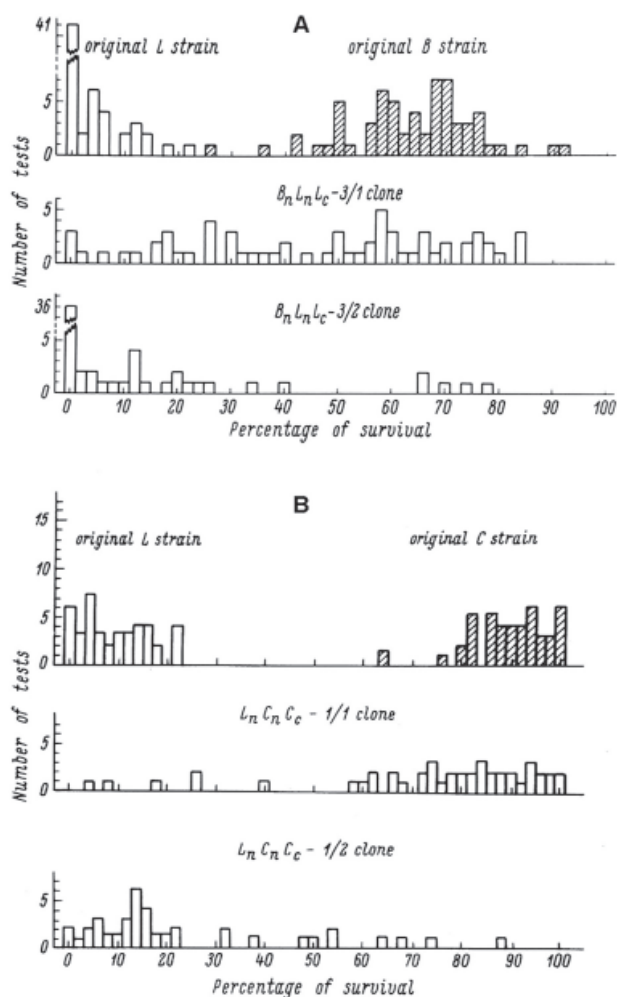 A
41
original L strain
original B strain
5
0
BnLnLc-3/1 clone
5
0
Number of tests
36
BnLnLc-3/2 clone
5
0
0 10 20 30 40 50 60 70 80 90 100
Percentage of survival
B
15
original L strain
original C strain
10
5
0
Number of tests
LnCnCc - 1/1 clone
5
0
LnCnCc - 1/2 clone
5
0
0 10 20 30 40 50 60 70 80 90 100
Percentage of survival